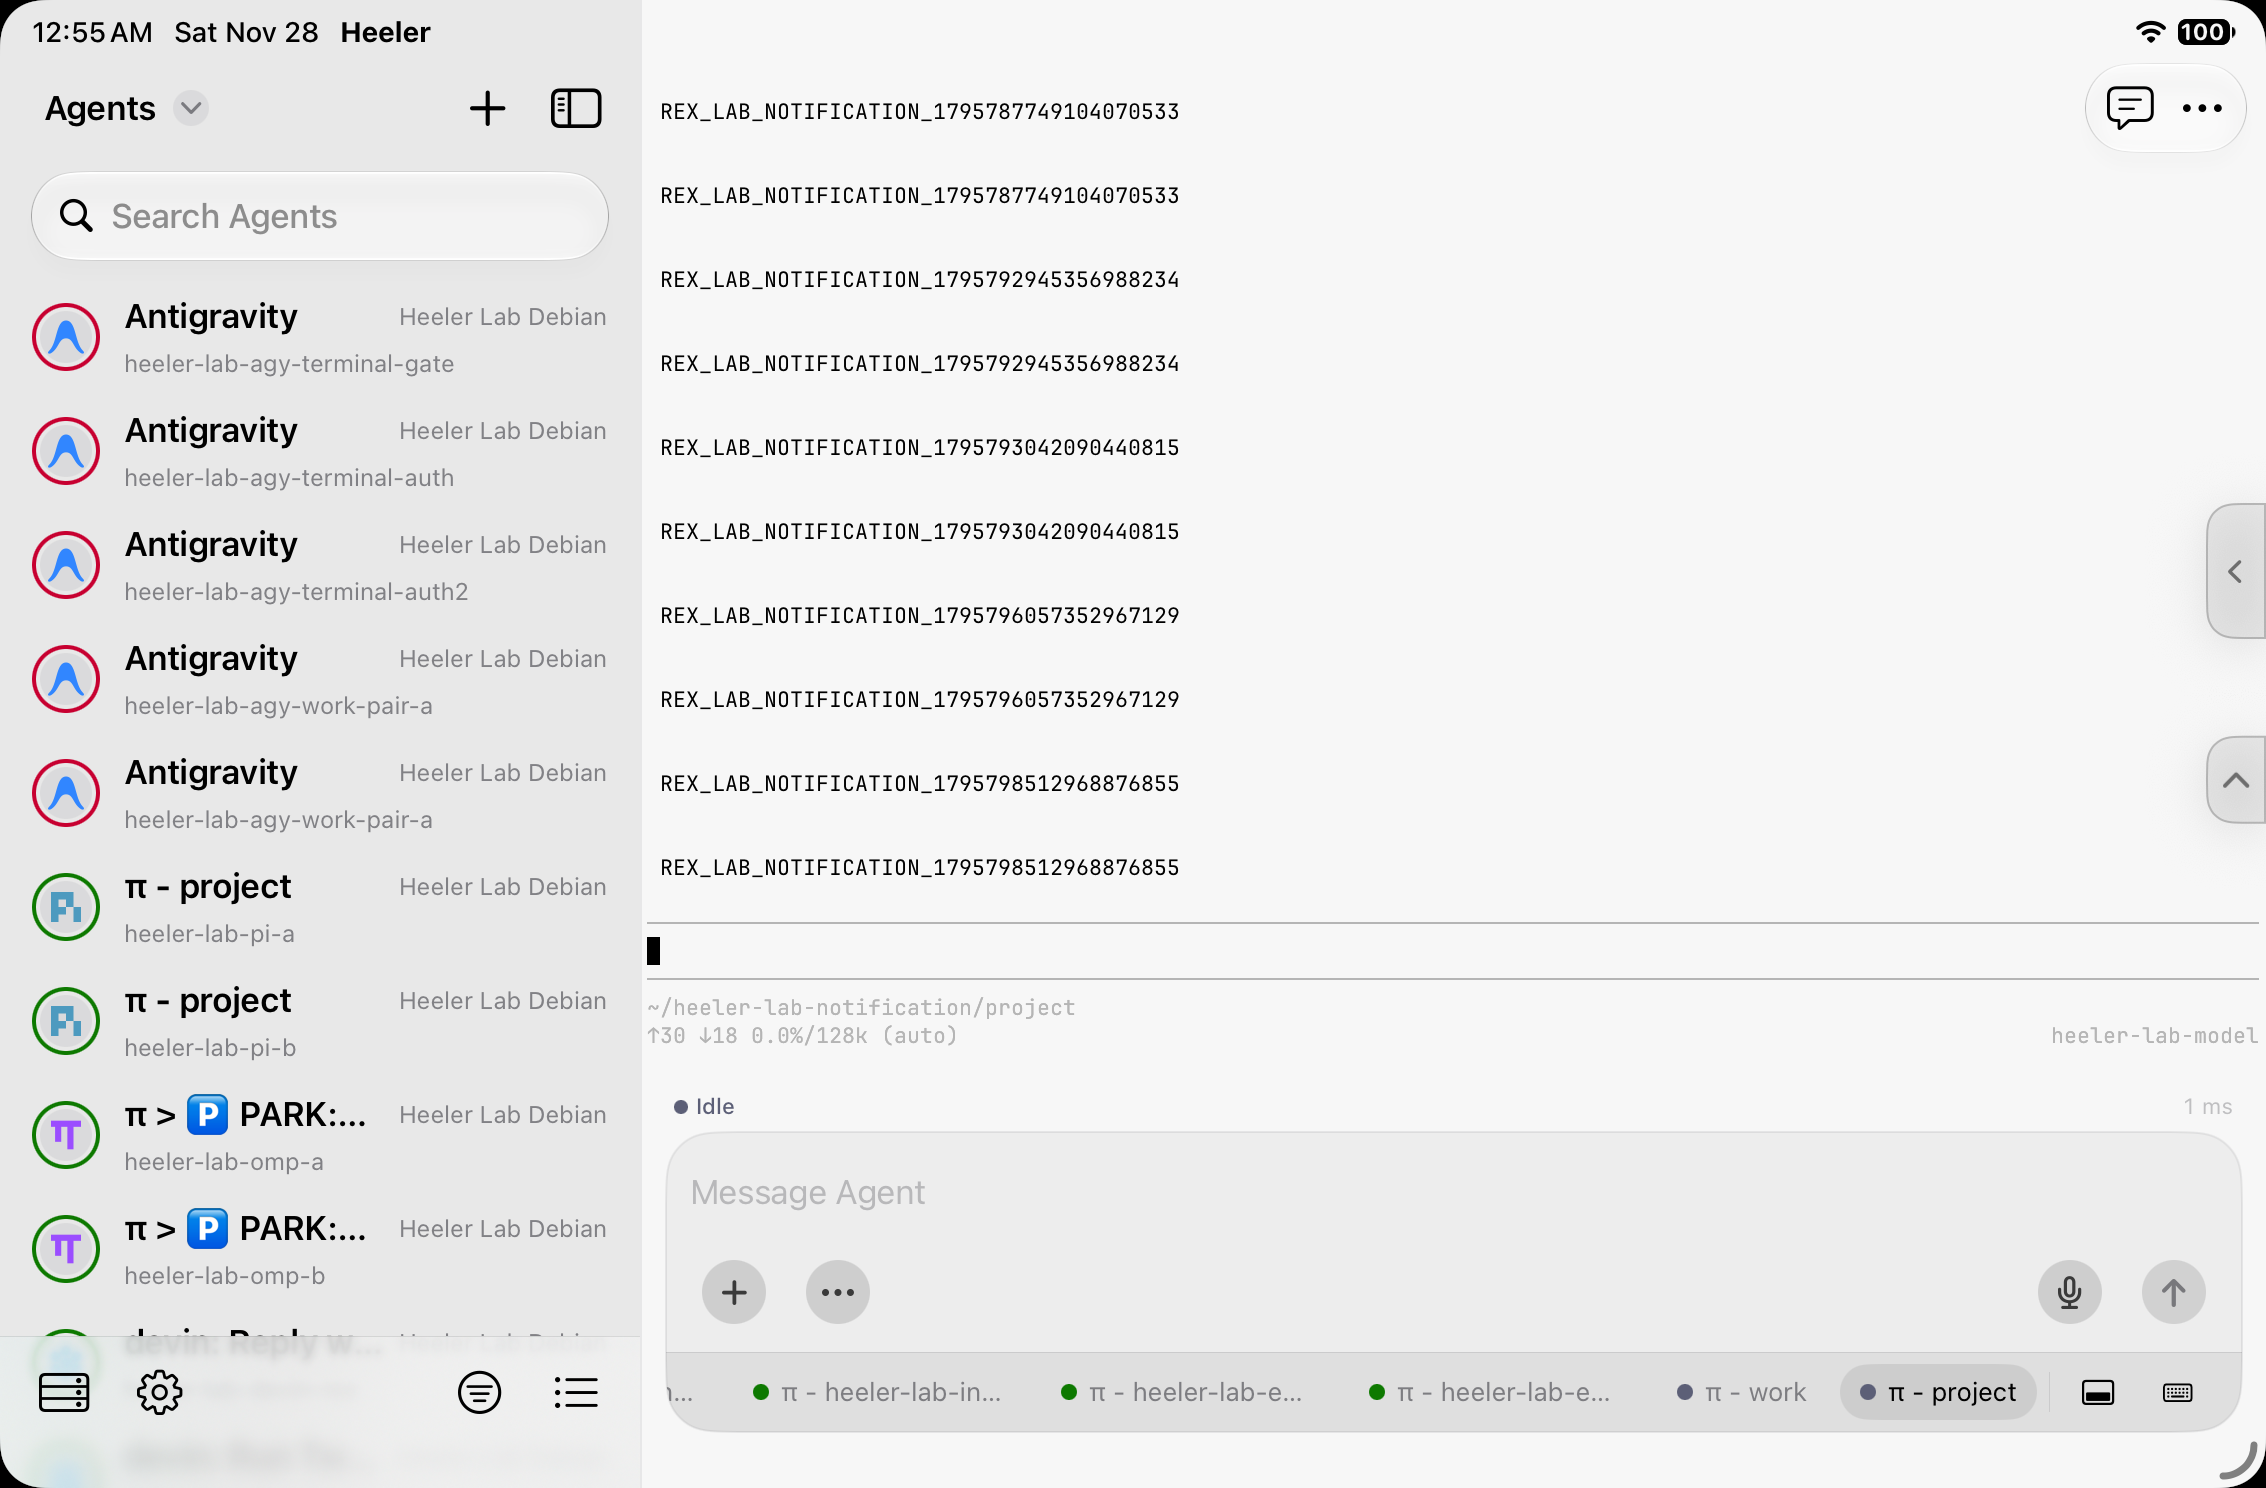 12:55 AM Sat Nov 28 Heeler
100
Agents
Search Agents
Antigravity Heeler Lab Debian
heeler-lab-agy-terminal-gate
Antigravity Heeler Lab Debian
heeler-lab-agy-terminal-auth
Antigravity Heeler Lab Debian
heeler-lab-agy-terminal-auth2
Antigravity Heeler Lab Debian
heeler-lab-agy-work-pair-a
Antigravity Heeler Lab Debian
heeler-lab-agy-work-pair-a
π - project Heeler Lab Debian
heeler-lab-pi-a
π - project Heeler Lab Debian
heeler-lab-pi-b
π > 🅿️ PARK:... Heeler Lab Debian
heeler-lab-omp-a
π > 🅿️ PARK:... Heeler Lab Debian
heeler-lab-omp-b
devin: Reply w... Heeler Lab Debian
REX_LAB_NOTIFICATION_1795787749104070533
REX_LAB_NOTIFICATION_1795787749104070533
REX_LAB_NOTIFICATION_1795792945356988234
REX_LAB_NOTIFICATION_1795792945356988234
REX_LAB_NOTIFICATION_1795793042090440815
REX_LAB_NOTIFICATION_1795793042090440815
REX_LAB_NOTIFICATION_1795796057352967129
REX_LAB_NOTIFICATION_1795796057352967129
REX_LAB_NOTIFICATION_1795798512968876855
REX_LAB_NOTIFICATION_1795798512968876855
~/heeler-lab-notification/project
↑30 ↓18 0.0%/128k (auto) heeler-lab-model
Idle 1 ms
Message Agent
π - heeler-lab-in... π - heeler-lab-e... π - heeler-lab-e... π - work π - project